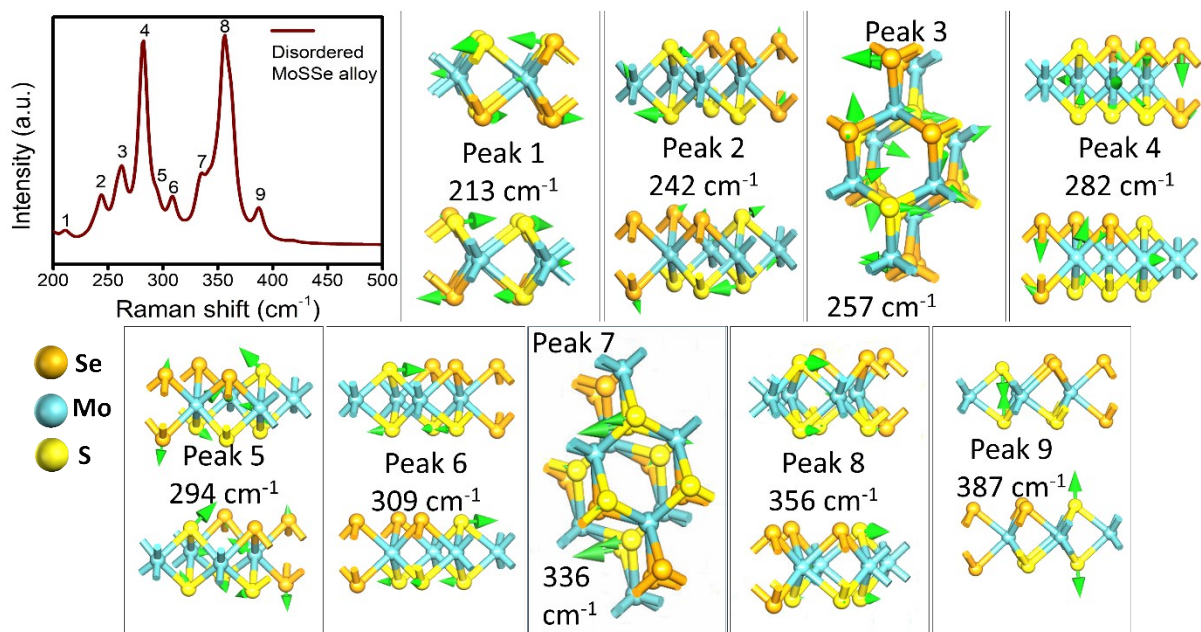 Intensity (a.u.)
1
2
3
4
5
6
7
8
9
Disordered
MoSSe alloy
200
250
300
350
400
450
500
Raman shift (cm-1)
Peak 1
213 cm-1
Peak 2
242 cm-1
Peak 3
257 cm-1
Peak 4
282 cm-1
Se
Mo
S
Peak 5
294 cm-1
Peak 6
309 cm-1
Peak 7
336
cm-1
Peak 8
356 cm-1
Peak 9
387 cm-1